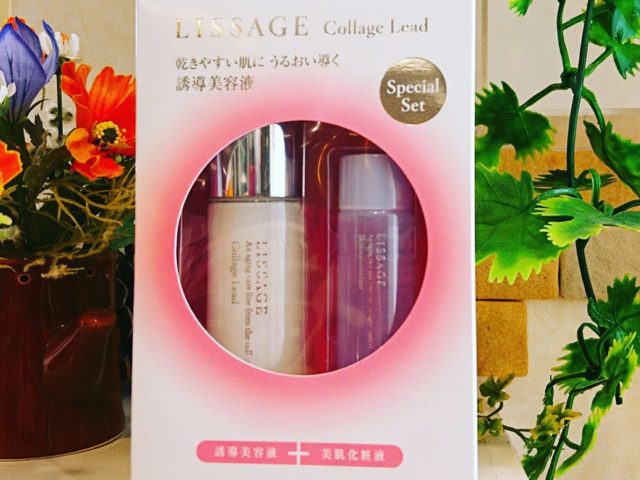 LISSAGE Collage Lead
乾きやすい肌に うるおい導く
誘導美容液
Special
Set
LISSAGE
An aging care line from the coll
Collage Lead
LISSAGE
誘導美容液 + 美肌化粧液